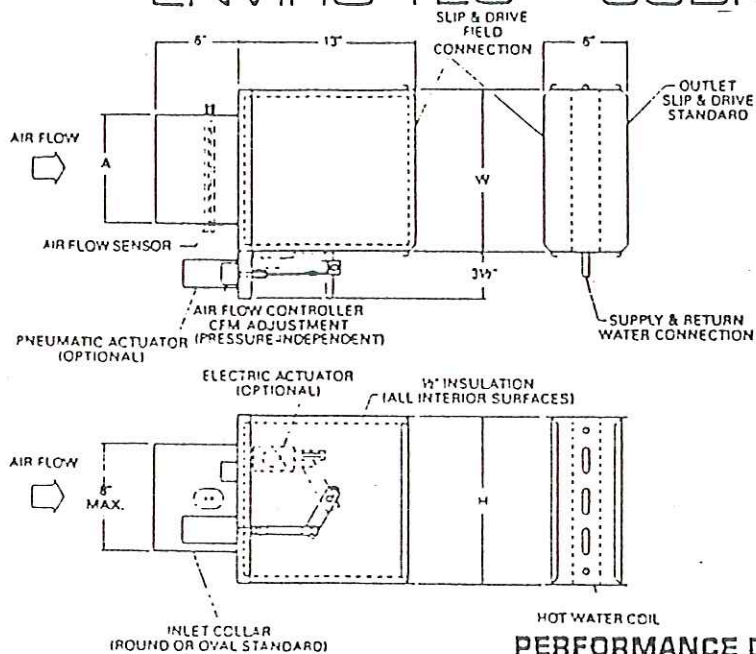 6"
13"
SLIP & DRIVE
FIELD
CONNECTION
6"
OUTLET
SLIP & DRIVE
STANDARD
AIR FLOW
A
W
AIR FLOW SENSOR
3½"
AIR FLOW CONTROLLER
CFM ADJUSTMENT
(PRESSURE-INDEPENDENT)
PNEUMATIC ACTUATOR
(OPTIONAL)
SUPPLY & RETURN
WATER CONNECTION
ELECTRIC ACTUATOR
(OPTIONAL)
½" INSULATION
(ALL INTERIOR SURFACES)
AIR FLOW
8"
MAX.
H
INLET COLLAR
(ROUND OR OVAL STANDARD)
HOT WATER COIL
PERFORMANCE